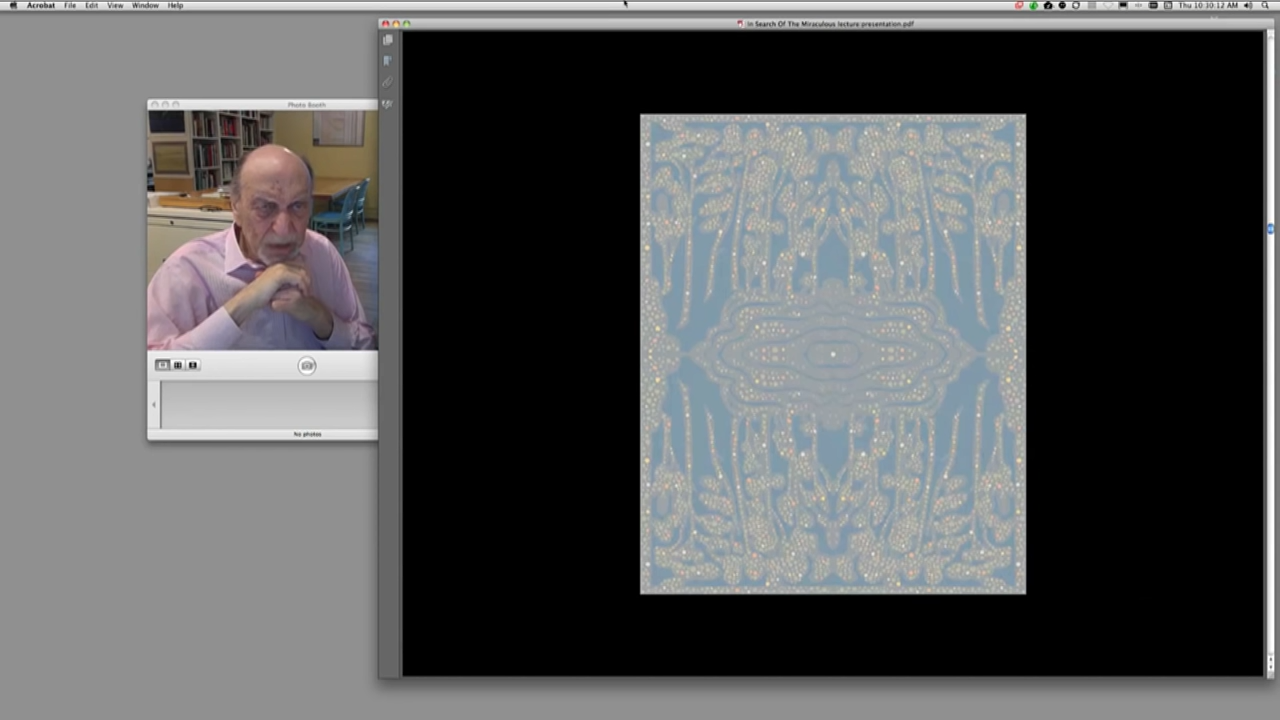 Acrobat File Edit View Window Help Thu 10:30:12 AM
In Search Of The Miraculous lecture presentation.pdf
Photo Booth
No photos